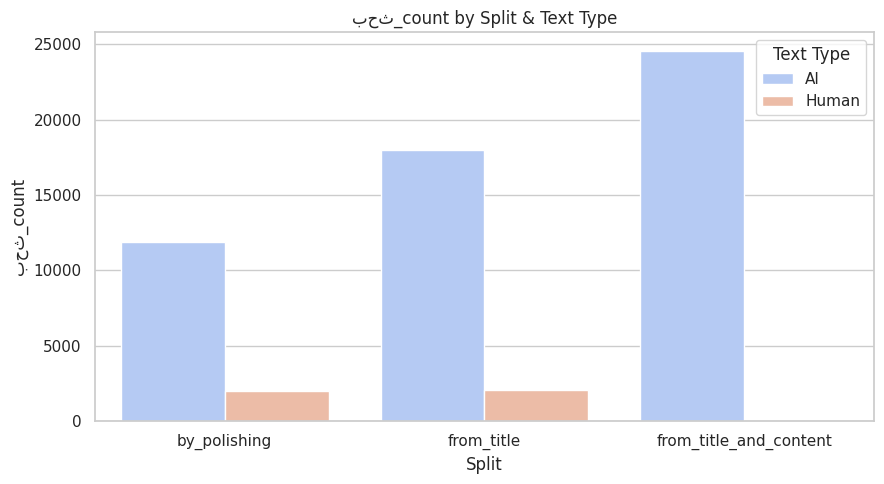 بحث_count by Split & Text Type
Text Type
AI
Human
25000
20000
15000
10000
5000
0
بحث_count
by_polishing
from_title
from_title_and_content
Split